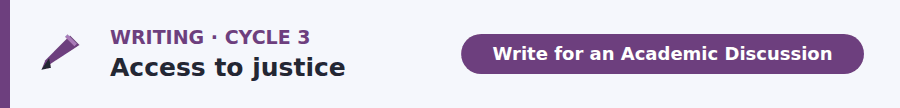 WRITING · CYCLE 3
Access to justice
Write for an Academic Discussion